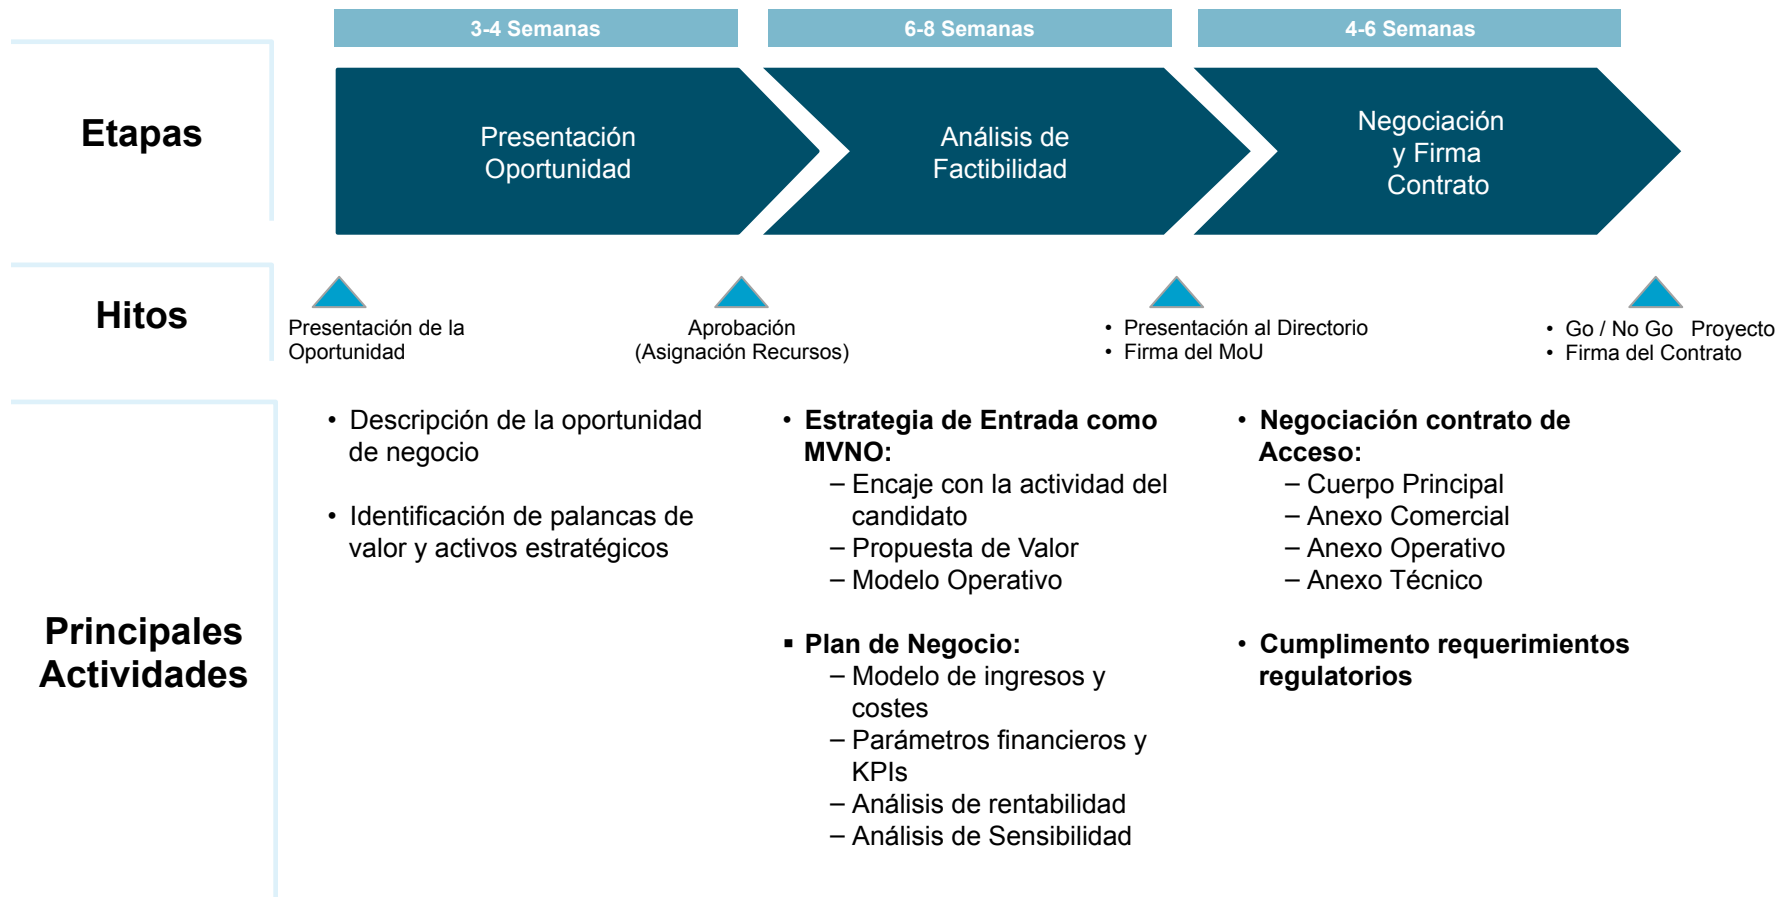 3-4 Semanas
6-8 Semanas
4-6 Semanas
Etapas
Presentación
Oportunidad
Análisis de
Factibilidad
Negociación
y Firma
Contrato
Hitos
Presentación de la
Oportunidad
Aprobación
(Asignación Recursos)
• Presentación al Directorio
• Firma del MoU
• Go / No Go Proyecto
• Firma del Contrato
Principales
Actividades
• Descripción de la oportunidad
de negocio
• Identificación de palancas de
valor y activos estratégicos
• Estrategia de Entrada como
MVNO:
– Encaje con la actividad del
candidato
– Propuesta de Valor
– Modelo Operativo
▪ Plan de Negocio:
– Modelo de ingresos y
costes
– Parámetros financieros y
KPIs
– Análisis de rentabilidad
– Análisis de Sensibilidad
• Negociación contrato de
Acceso:
– Cuerpo Principal
– Anexo Comercial
– Anexo Operativo
– Anexo Técnico
• Cumplimento requerimientos
regulatorios